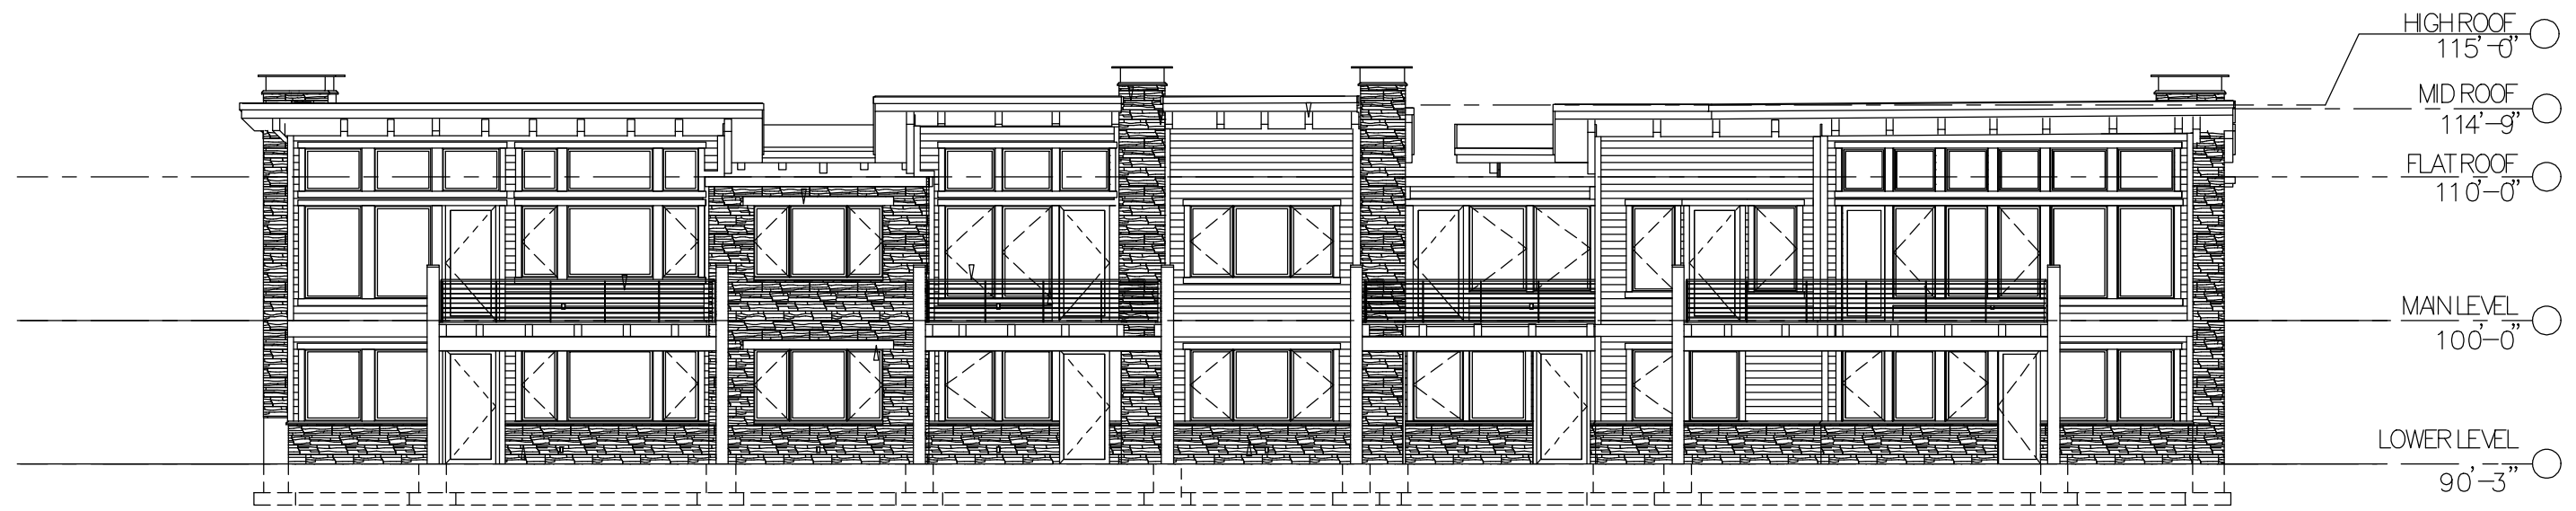 HIGH ROOF
115'-0"
MID ROOF
114'-9"
FLAT ROOF
110'-0"
MAIN LEVEL
100'-0"
LOWER LEVEL
90'-3"